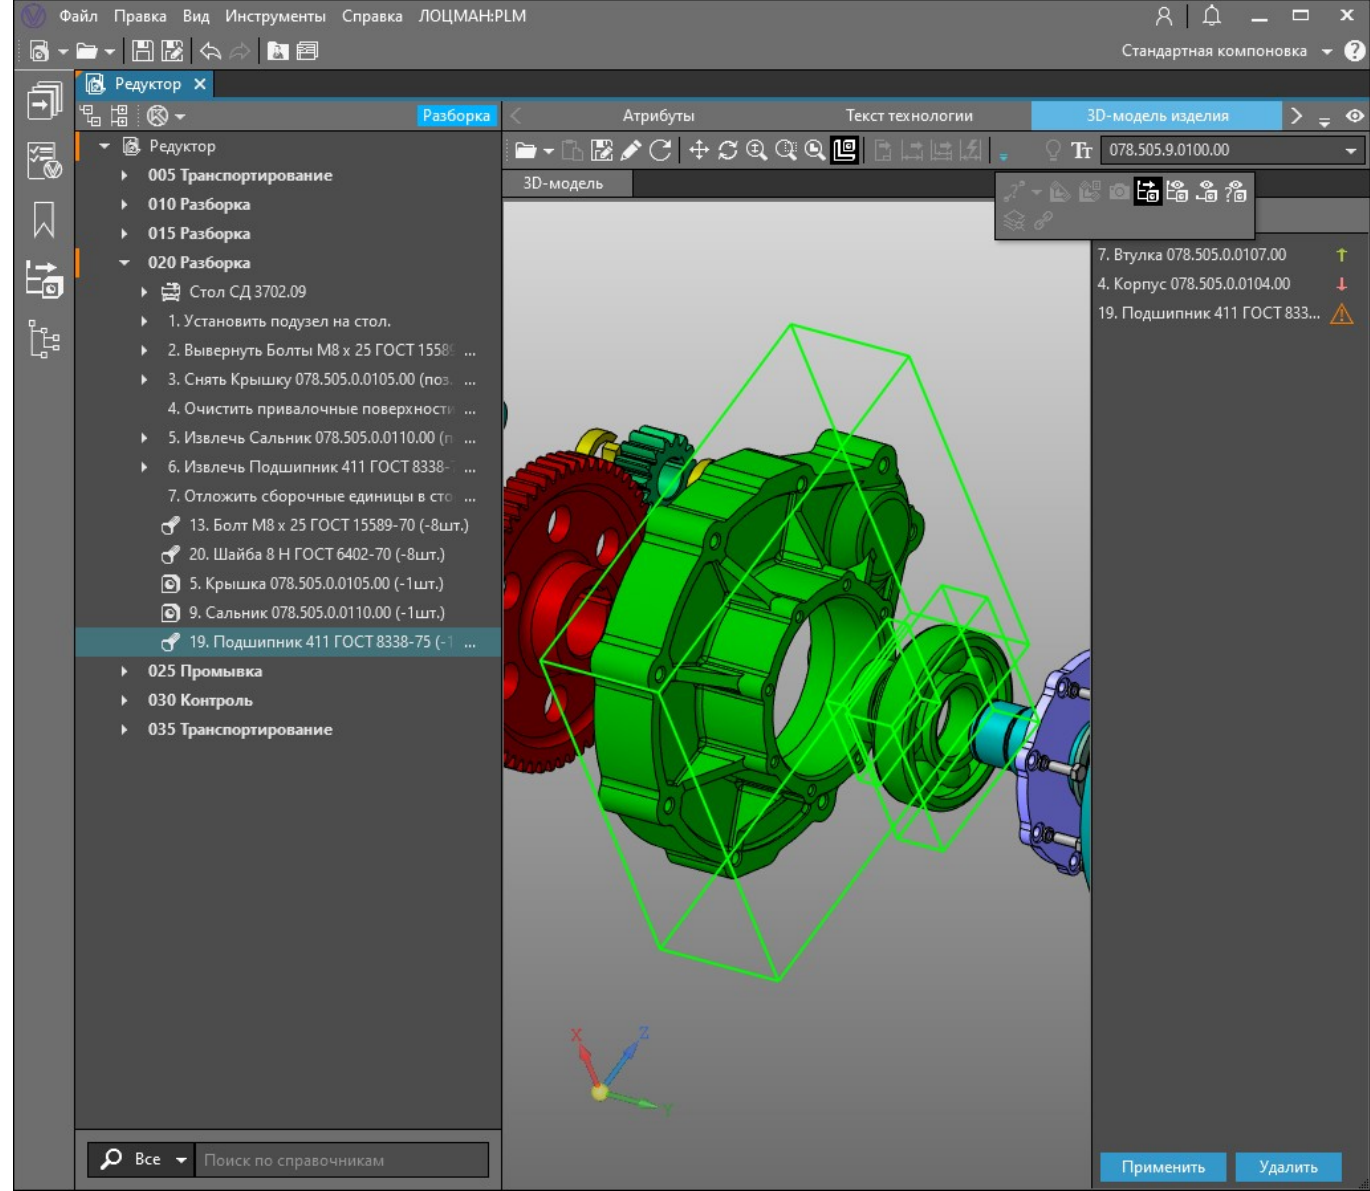 Файл Правка Вид Инструменты Справка ЛОЦМАН:PLM
Стандартная компоновка
Редуктор
Разборка
Атрибуты Текст технологии 3D-модель изделия
Редуктор
078.505.9.0100.00
005 Транспортирование
3D-модель
010 Разборка
015 Разборка
020 Разборка
7. Втулка 078.505.0.0107.00
Стол СД 3702.09
4. Корпус 078.505.0.0104.00
1. Установить подузел на стол.
19. Подшипник 411 ГОСТ 833...
2. Вывернуть Болты М8 х 25 ГОСТ 1558 ...
3. Снять Крышку 078.505.0.0105.00 (поз. ...
4. Очистить привалочные поверхности ...
5. Извлечь Сальник 078.505.0.0110.00 (п ...
6. Извлечь Подшипник 411 ГОСТ 8338- ...
7. Отложить сборочные единицы в сто ...
13. Болт М8 х 25 ГОСТ 15589-70 (-8шт.)
20. Шайба 8 Н ГОСТ 6402-70 (-8шт.)
5. Крышка 078.505.0.0105.00 (-1шт.)
9. Сальник 078.505.0.0110.00 (-1шт.)
19. Подшипник 411 ГОСТ 8338-75 (-1 ...
025 Промывка
030 Контроль
035 Транспортирование
X Z
Y
Все Поиск по справочникам
Применить Удалить